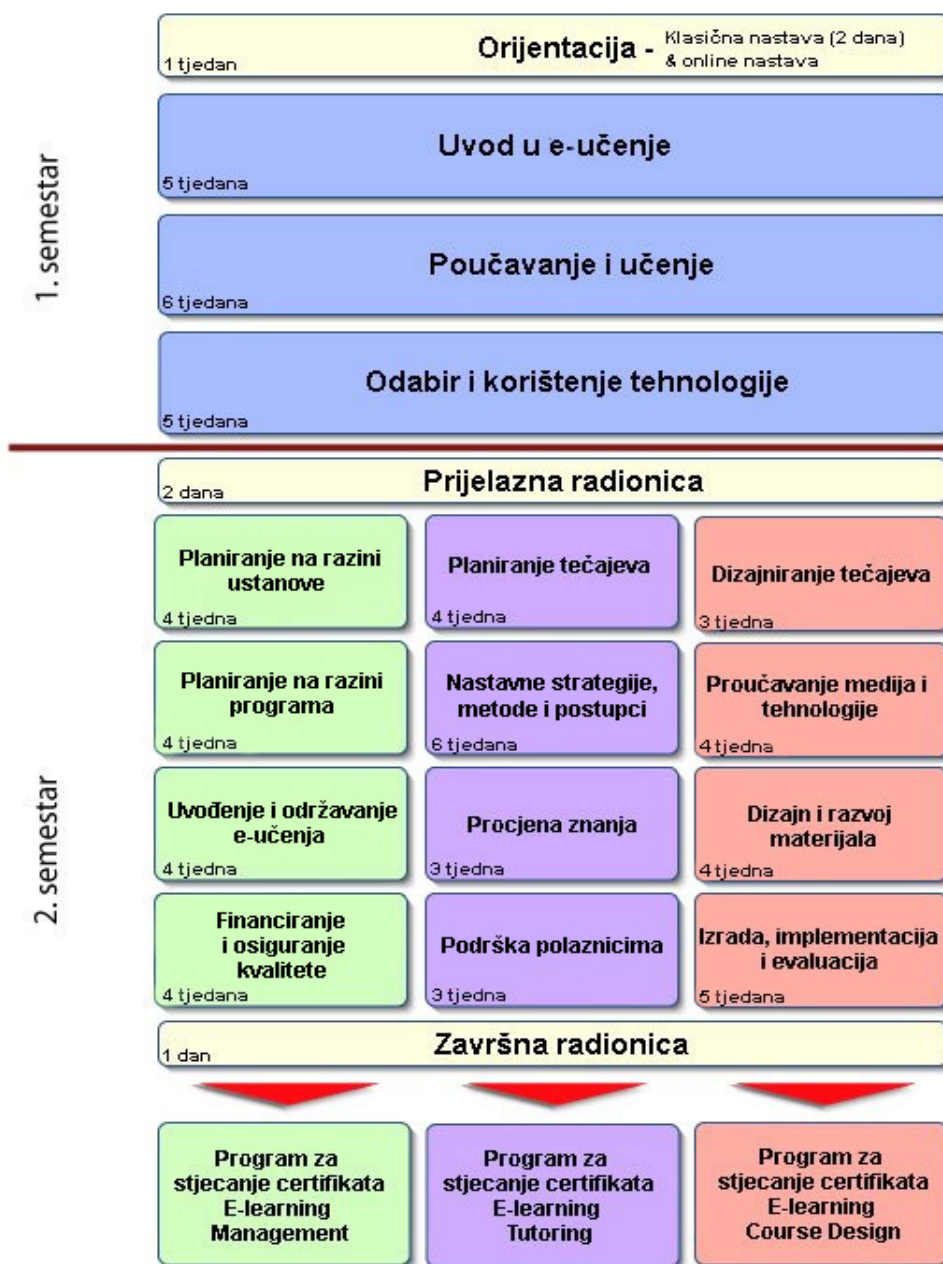 1. semestar
Orijentacija - Klasična nastava (2 dana)
& online nastava
1 tjedan
Uvod u e-učenje
5 tjedana
Poučavanje i učenje
6 tjedana
Odabir i korištenje tehnologije
5 tjedana
2. semestar
Prijelazna radionica
2 dana
Planiranje na razini
ustanove
4 tjedna
Planiranje tečajeva
4 tjedna
Dizajniranje tečajeva
3 tjedna
Planiranje na razini
programa
4 tjedna
Nastavne strategije,
metode i postupci
6 tjedana
Proučavanje medija i
tehnologije
4 tjedna
Uvođenje i održavanje
e-učenja
4 tjedna
Procjena znanja
3 tjedna
Dizajn i razvoj
materijala
4 tjedna
Financiranje
i osiguranje
kvalitete
4 tjedana
Podrška polaznicima
3 tjedna
Izrada, implementacija
i evaluacija
5 tjedana
Završna radionica
1 dan
Program za
stjecanje certifikata
E-learning
Management
Program za
stjecanje certifikata
E-learning
Tutoring
Program za
stjecanje certifikata
E-learning
Course Design